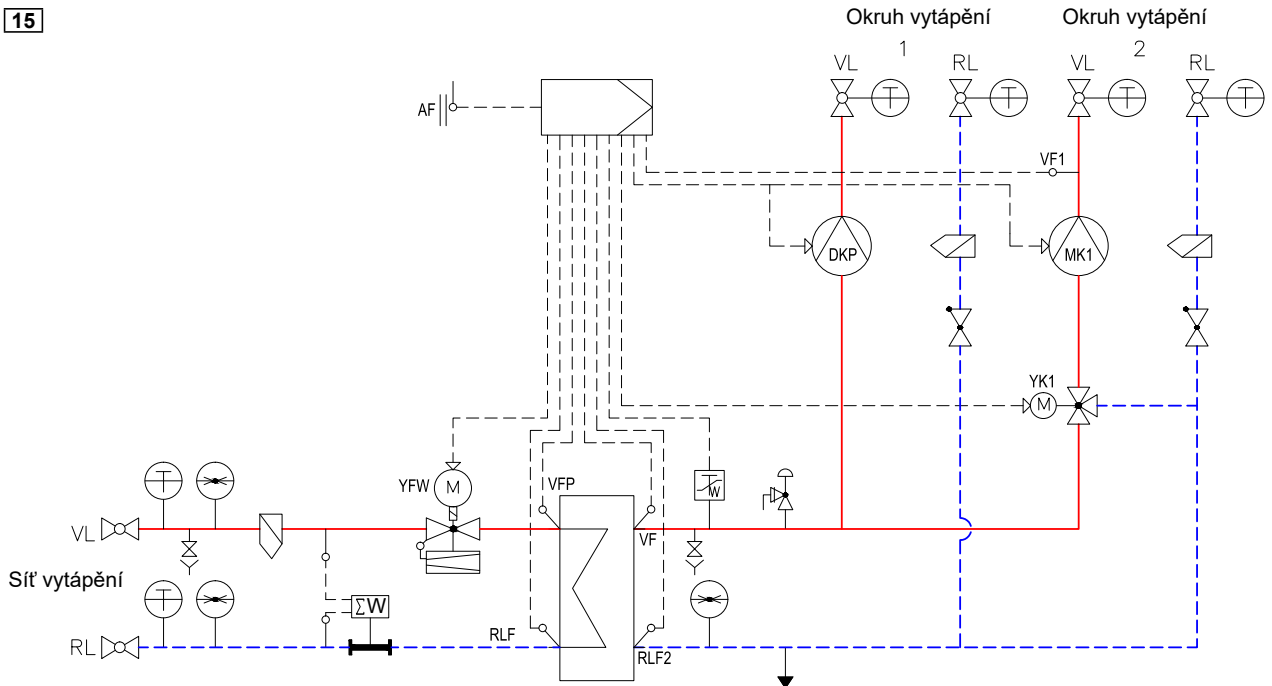 15
Okruh vytápění
1
Okruh vytápění
2
VL
RL
VL
RL
T
T
T
T
AF
VF1
DKP
MK1
YK1
M
YFW
M
VFP
W
VF
VL
T
Síť vytápění
T
ΣW
RL
RLF
RLF2